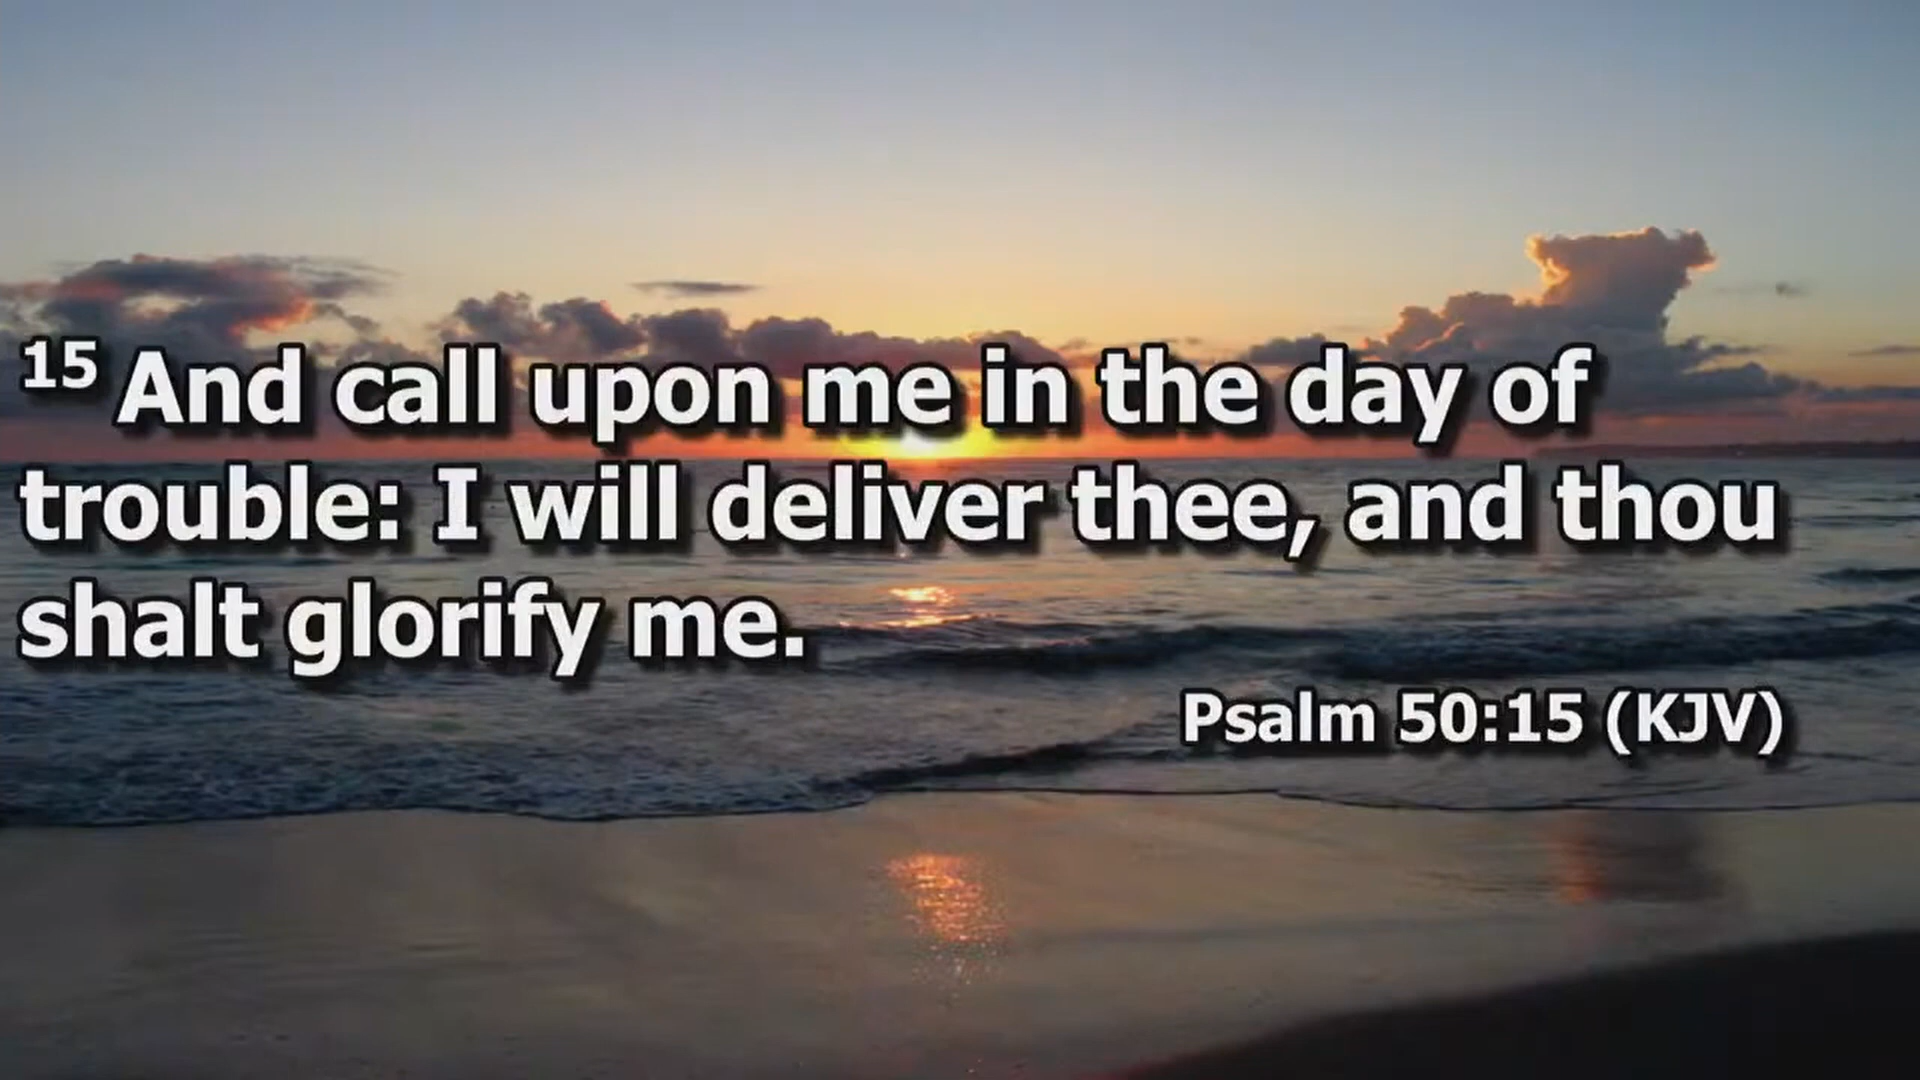 15 And call upon me in the day of
trouble: I will deliver thee, and thou
shalt glorify me.
Psalm 50:15 (KJV)